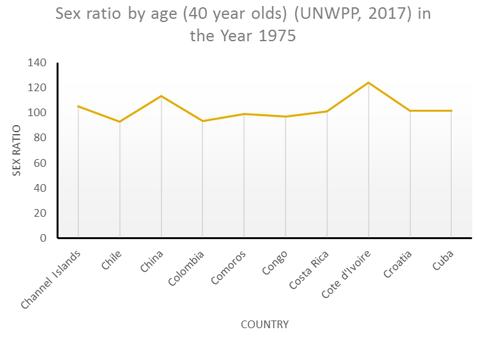 Sex ratio by age (40 year olds) (UNWPP, 2017) in
the Year 1975
140
120
100
80
60
40
20
0
SEX RATIO
Channel Islands
Chile
China
Colombia
Comoros
Congo
Costa Rica
Cote d'Ivoire
Croatia
Cuba
COUNTRY